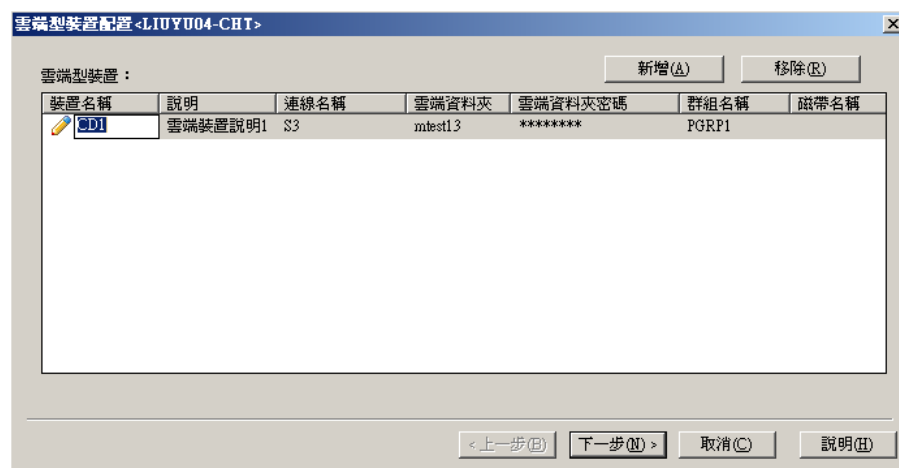 雲端型裝置配置<LIUYU04-CHT>
雲端型裝置：
新增(A) 移除(R)
裝置名稱 說明 連線名稱 雲端資料夾 雲端資料夾密碼 群組名稱 磁帶名稱
CD1 雲端裝置說明1 S3 mtest13 ******** PGRP1
<上一步(B) 下一步(N)> 取消(C) 說明(H)